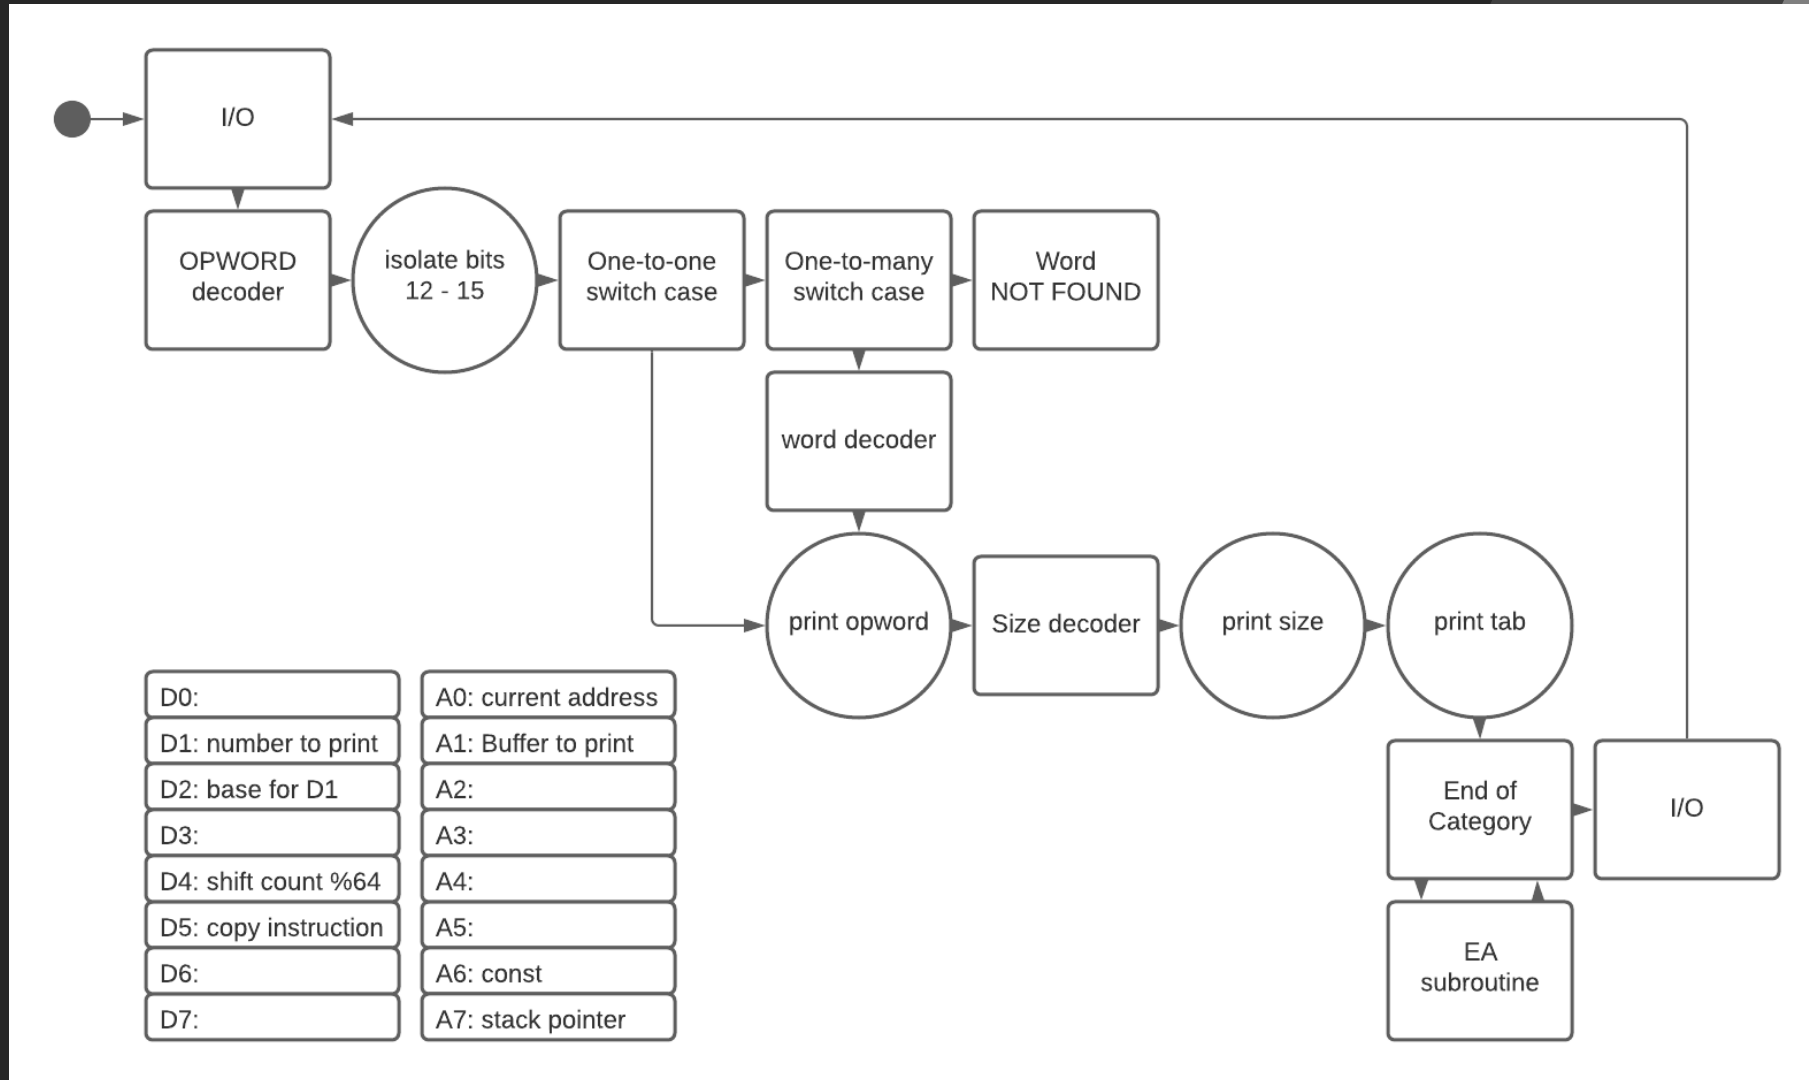 I/O
OPWORD
decoder
isolate bits
12 - 15
One-to-one
switch case
One-to-many
switch case
Word
NOT FOUND
word decoder
print opword
Size decoder
print size
print tab
End of
Category
I/O
EA
subroutine
D0:
D1: number to print
D2: base for D1
D3:
D4: shift count %64
D5: copy instruction
D6:
D7:
A0: current address
A1: Buffer to print
A2:
A3:
A4:
A5:
A6: const
A7: stack pointer